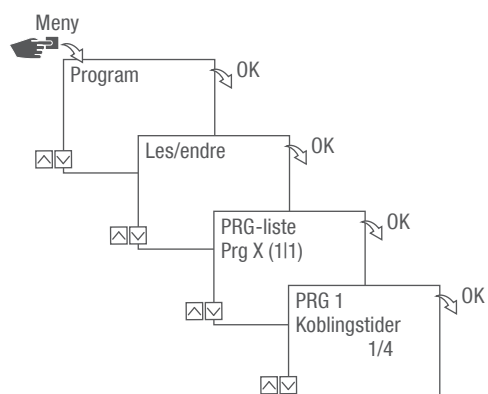 Meny
Program
OK
Les/endre
OK
PRG-liste
Prg X (1|1)
OK
PRG 1
Koblingstider
1/4
OK